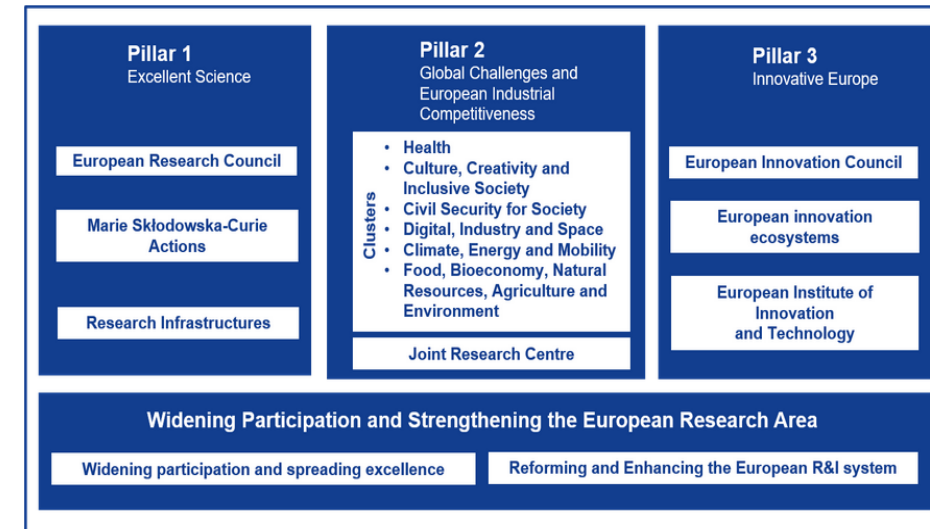 Pillar 1
Excellent Science
European Research Council
Marie Skłodowska-Curie
Actions
Research Infrastructures
Pillar 2
Global Challenges and
European Industrial
Competitiveness
Clusters
• Health
• Culture, Creativity and
Inclusive Society
• Civil Security for Society
• Digital, Industry and Space
• Climate, Energy and Mobility
• Food, Bioeconomy, Natural
Resources, Agriculture and
Environment
Joint Research Centre
Pillar 3
Innovative Europe
European Innovation Council
European innovation
ecosystems
European Institute of
Innovation
and Technology
Widening Participation and Strengthening the European Research Area
Widening participation and spreading excellence
Reforming and Enhancing the European R&I system